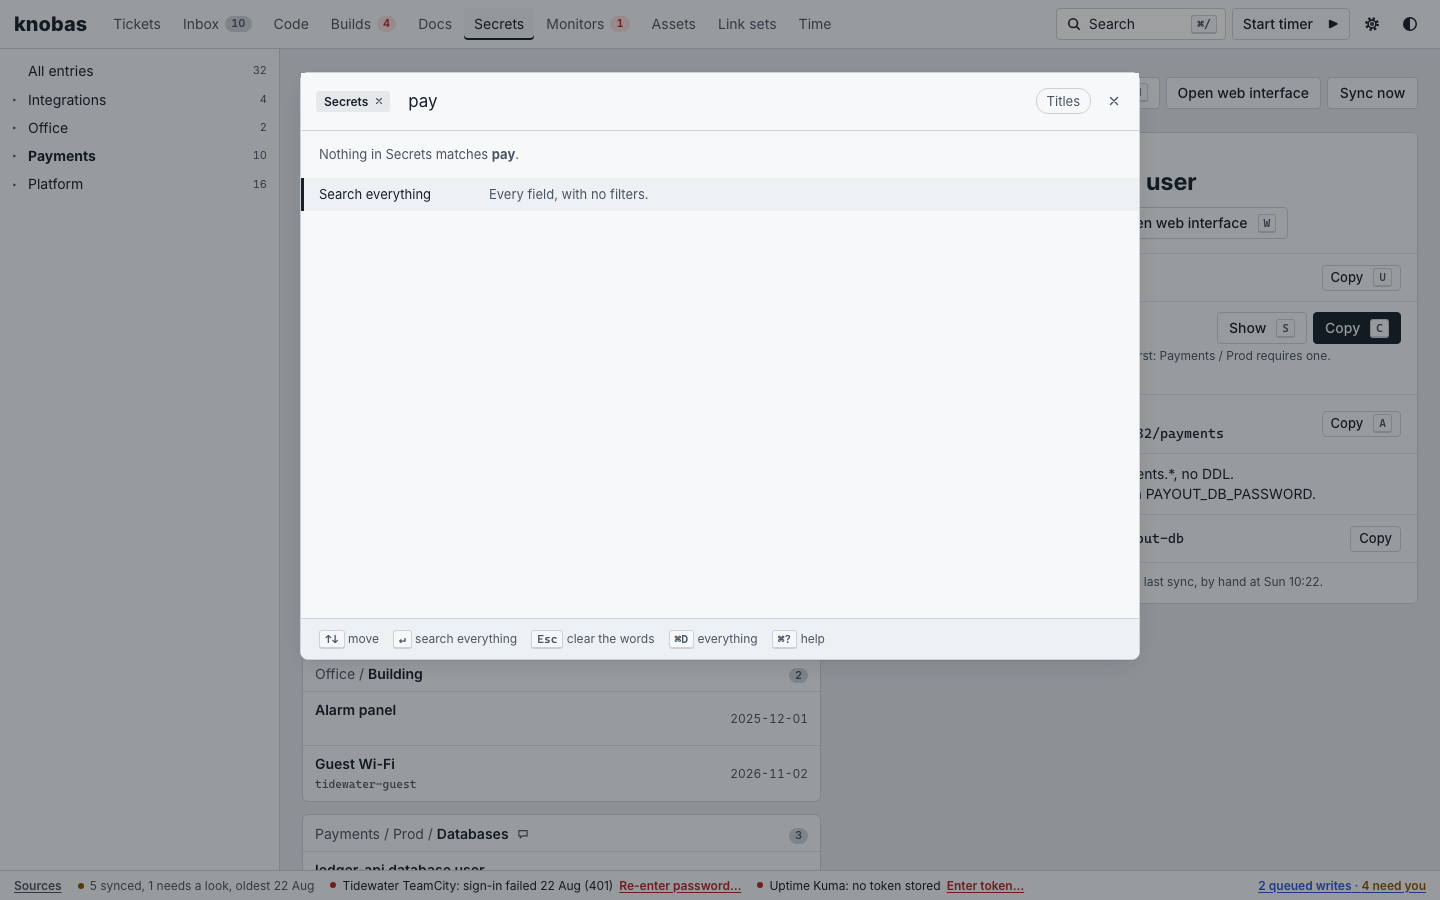 knobas Tickets Inbox 10 Code Builds 4 Docs Secrets Monitors 1 Assets Link sets Time Search ⌘/ Start timer
All entries 32
Integrations 4
Office 2
Payments 10
Platform 16
Open web interface Sync now
Secrets × pay Titles ×
Nothing in Secrets matches pay.
Search everything Every field, with no filters.
↑↓ move ↵ search everything Esc clear the words ⌘D everything ⌘? help
user
web interface W
Copy U
Show S Copy C
Payments / Prod requires one.
Copy A
/payments
no DDL.
PAYOUT_DB_PASSWORD.
Copy
last sync, by hand at Sun 10:22.
Office / Building 2
Alarm panel 2025-12-01
Guest Wi-Fi 2026-11-02
tidewater-guest
Payments / Prod / Databases 3
ledger-api database user
Sources 5 synced, 1 needs a look, oldest 22 Aug Tidewater TeamCity: sign-in failed 22 Aug (401) Re-enter password… Uptime Kuma: no token stored Enter token… 2 queued writes · 4 need you